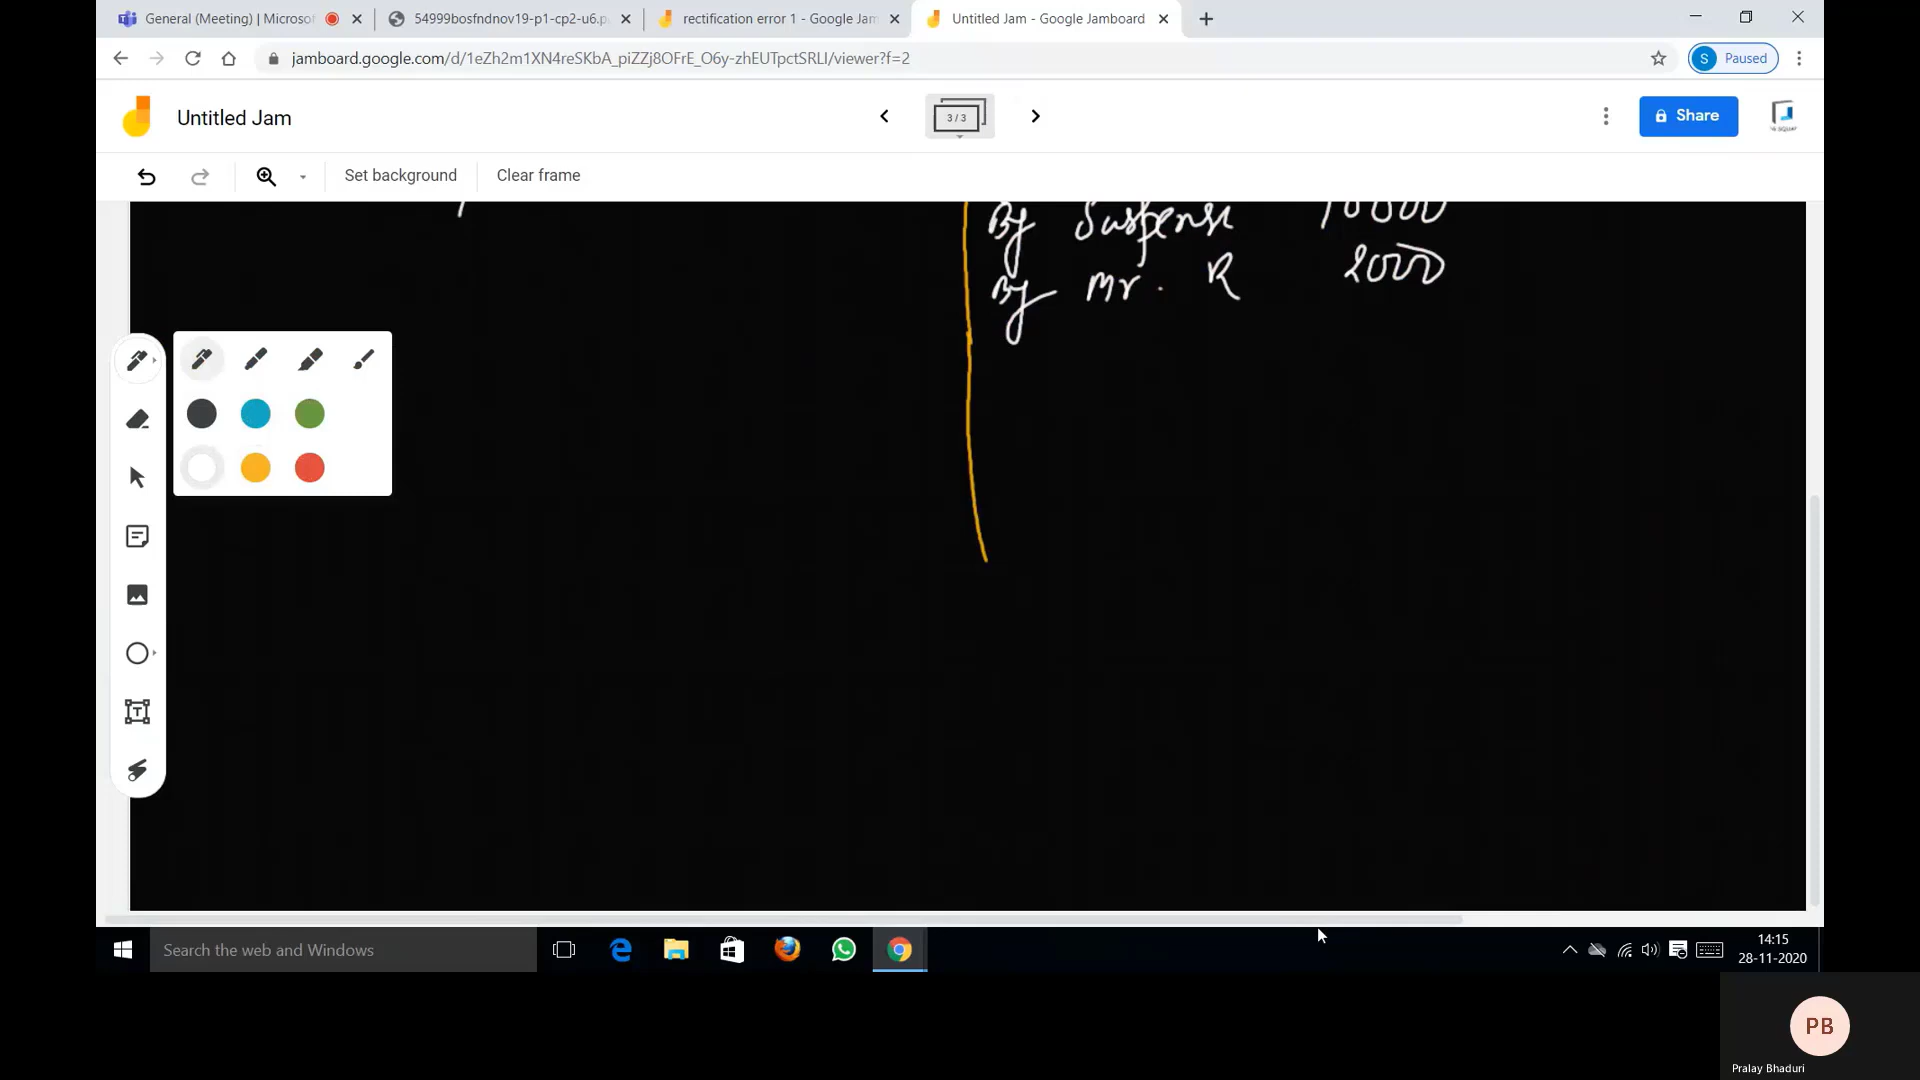 General (Meeting) | Microso
54999bosfndnov19-p1-cp2-u6.p
rectification error 1 - Google Jam
Untitled Jam - Google Jamboard
jamboard.google.com/d/1eZh2m1XN4reSKbA_piZZj8OFrE_O6y-zhEUTpctSRLI/viewer?f=2
S Paused
Untitled Jam
3 / 3
Share
Set background
Clear frame
By Suspense 10000
By Mr. R 2000
Search the web and Windows
14:15
28-11-2020
PB
Pralay Bhaduri